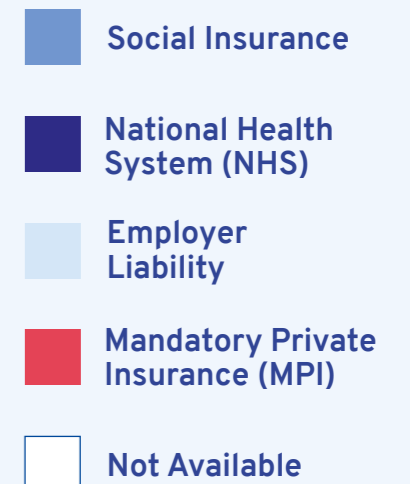 Social Insurance
National Health
System (NHS)
Employer
Liability
Mandatory Private
Insurance (MPI)
Not Available